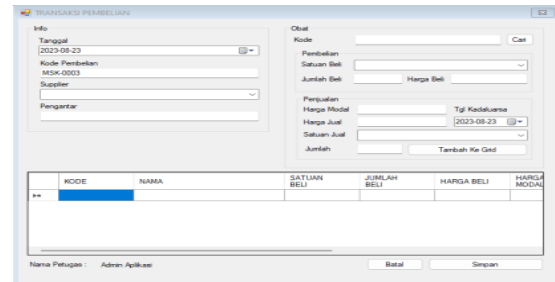 TRANSAKSI PEMBELIAN
Info
Tanggal
2023-08-23
Kode Pembelian
MSK-0003
Supplier
Pengantar
Obat
Kode
Cari
Pembelian
Satuan Beli
Jumlah Beli
Harga Beli
Penjualan
Harga Modal
Tgl Kadaluarsa
Harga Jual
2023-08-23
Satuan Jual
Jumlah
Tambah Ke Grid
KODE
NAMA
SATUAN BELI
JUMLAH BELI
HARGA BELI
HARGA MODAL
Nama Petugas : Admin Aplikasi
Batal
Simpan